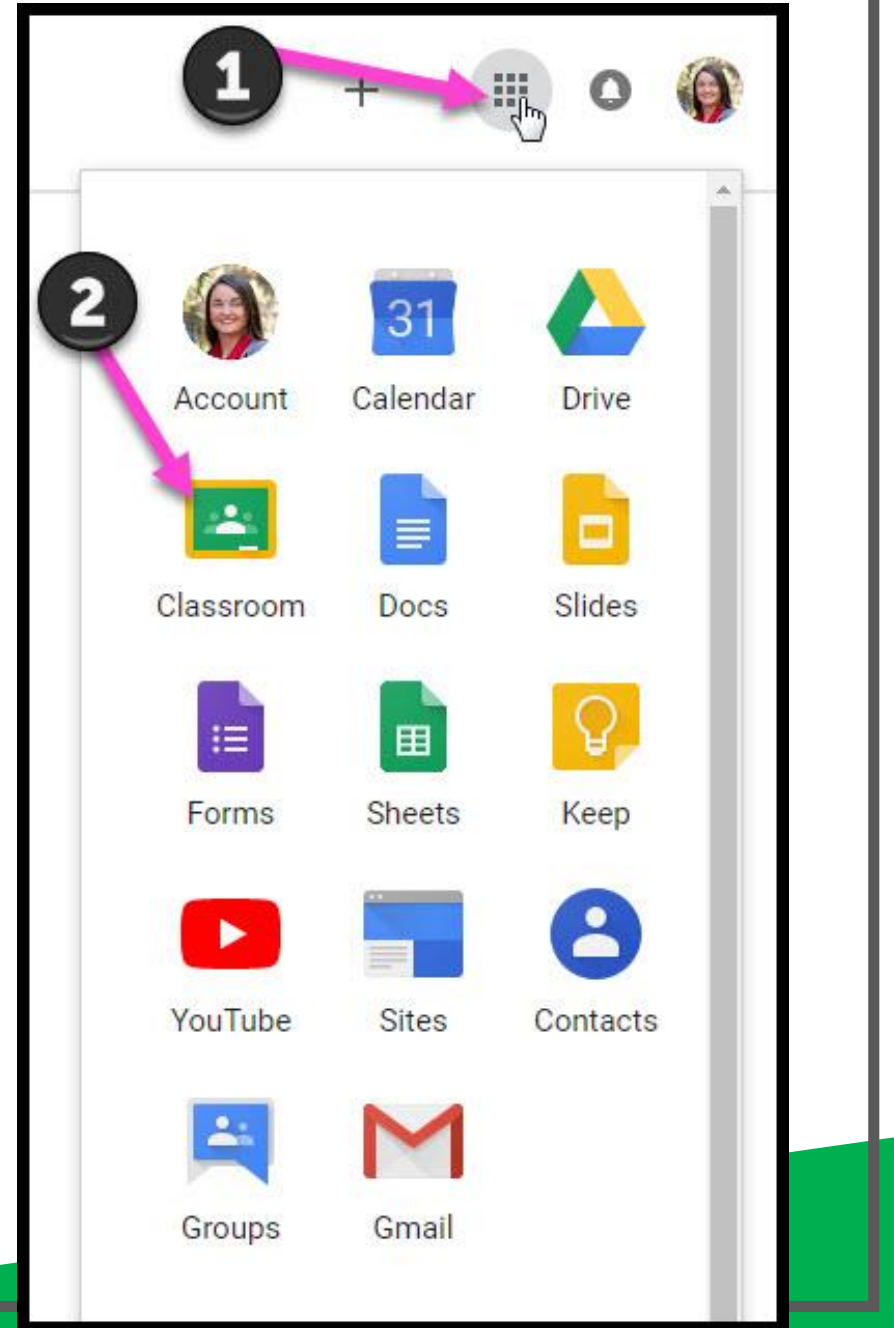 1
2
31
Account Calendar Drive
Classroom Docs Slides
Forms Sheets Keep
YouTube Sites Contacts
Groups Gmail